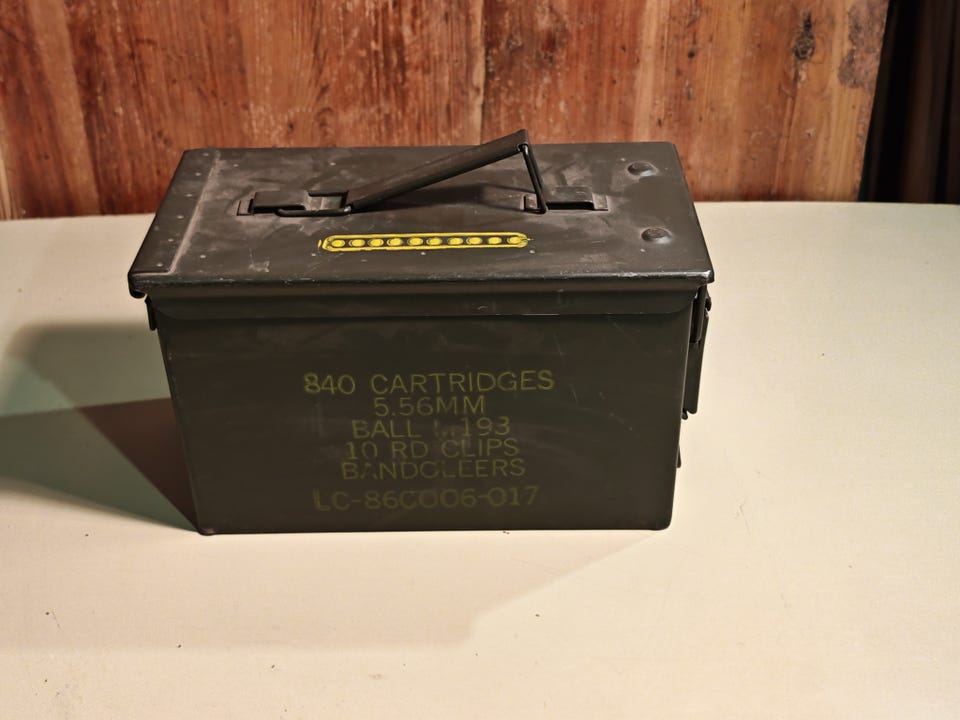 840 CARTRIDGES
5.56MM
BALL M193
10 RD CLIPS
BANDOLEERS
LC-86C006-017